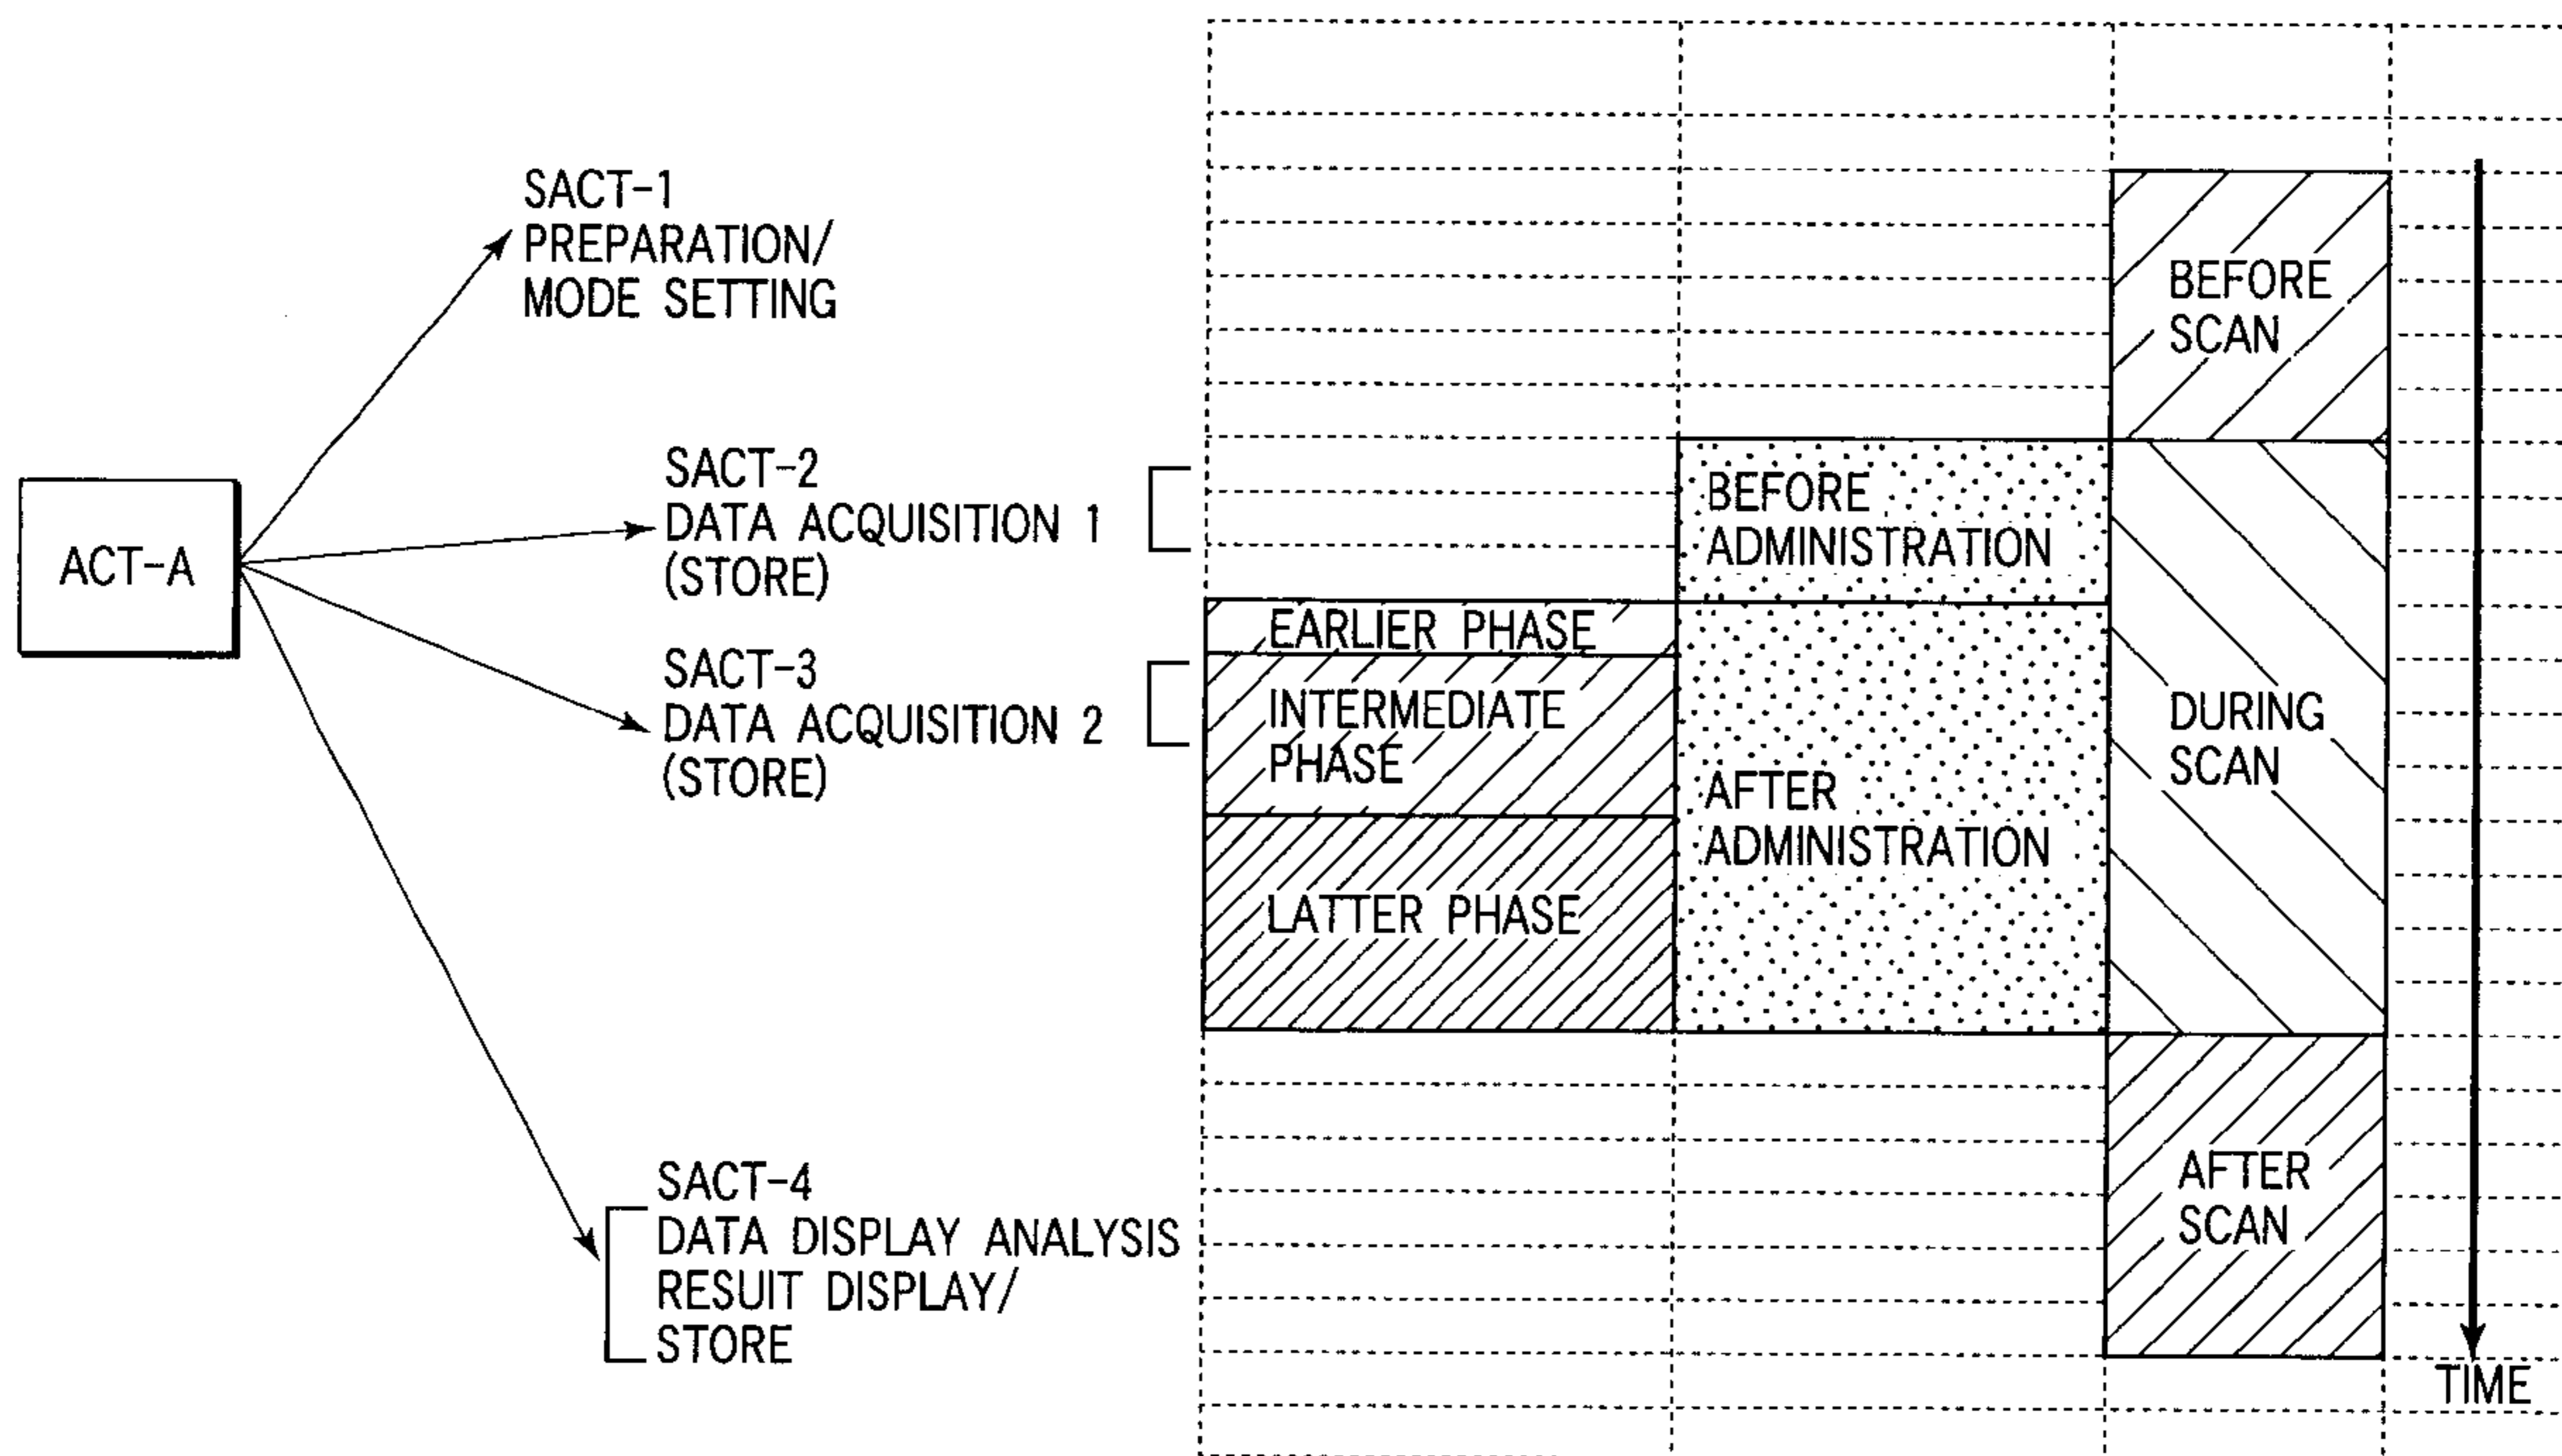 SACT-1
PREPARATION/
MODE SETTING
ACT-A
SACT-2
DATA ACQUISITION 1
(STORE)
SACT-3
DATA ACQUISITION 2
(STORE)
SACT-4
DATA DISPLAY ANALYSIS
RESUIT DISPLAY/
STORE
EARLIER PHASE
INTERMEDIATE
PHASE
LATTER PHASE
BEFORE
ADMINISTRATION
AFTER
ADMINISTRATION
BEFORE
SCAN
DURING
SCAN
AFTER
SCAN
TIME